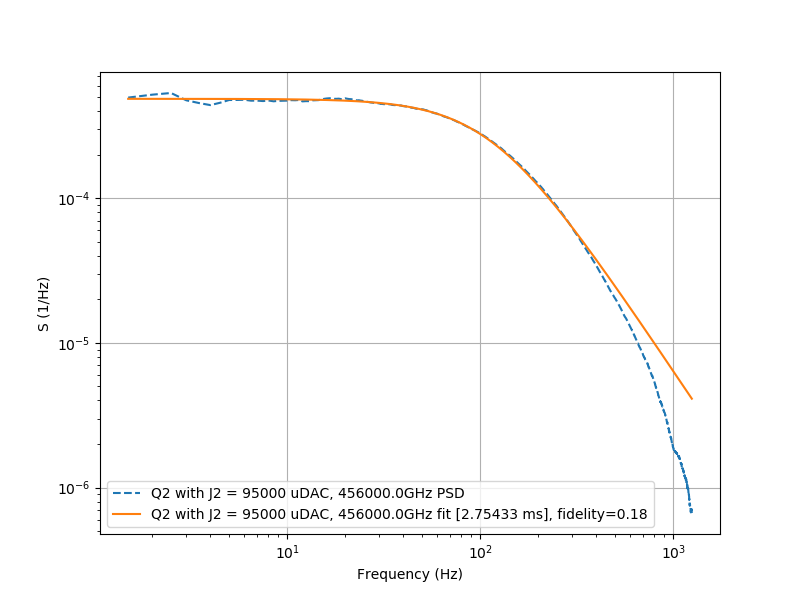 S (1/Hz)
10⁻⁴
10⁻⁵
10⁻⁶
Q2 with J2 = 95000 uDAC, 456000.0GHz PSD
Q2 with J2 = 95000 uDAC, 456000.0GHz fit [2.75433 ms], fidelity=0.18
10¹ 10² 10³
Frequency (Hz)